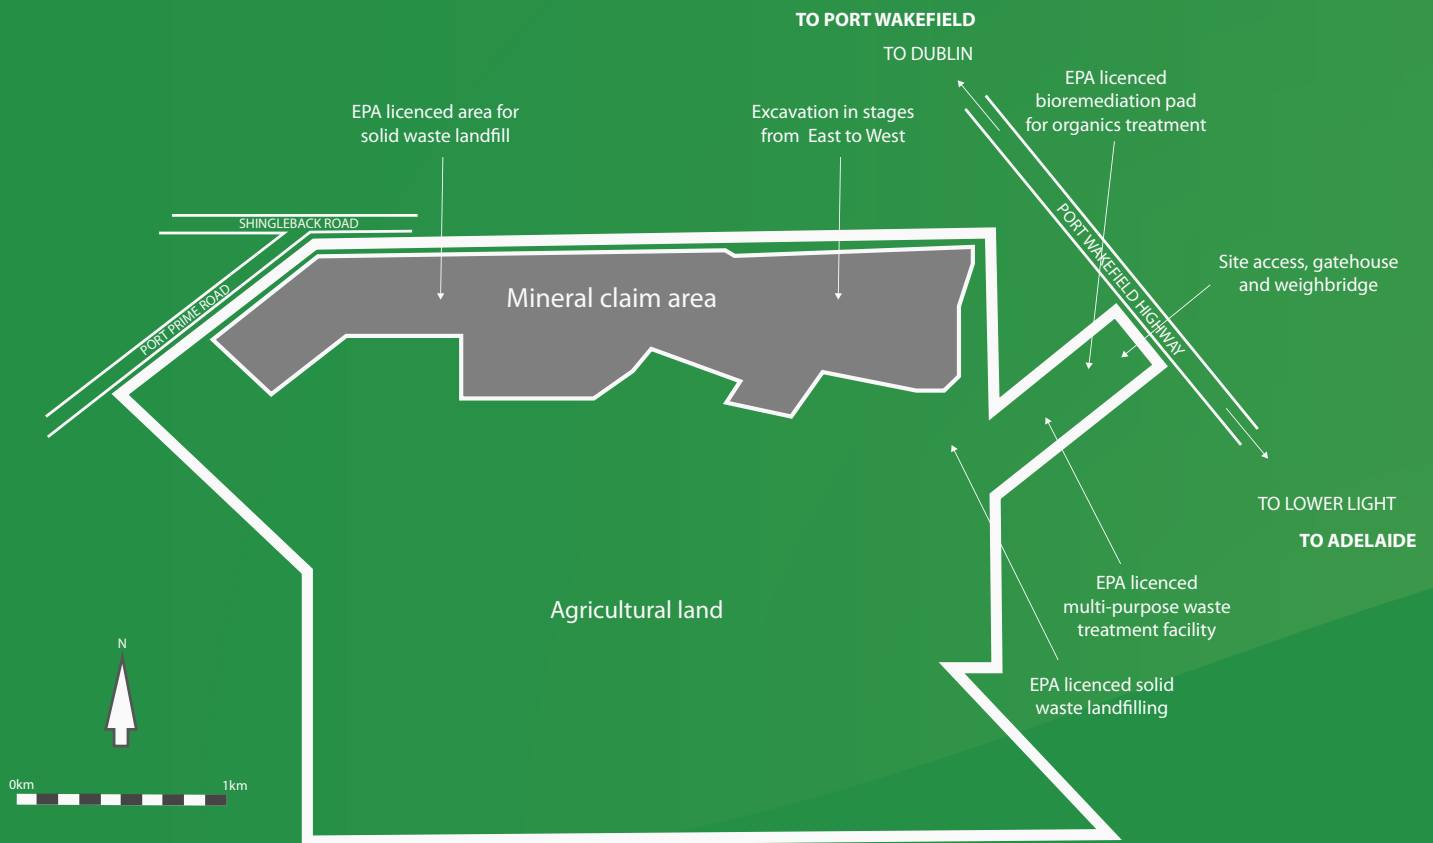 TO PORT WAKEFIELD
TO DUBLIN
EPA licenced
bioremediation pad
for organics treatment
EPA licenced area for
solid waste landfill
Excavation in stages
from East to West
SHINGLEBACK ROAD
PORT PRIME ROAD
PORT WAKEFIELD HIGHWAY
Site access, gatehouse
and weighbridge
Mineral claim area
TO LOWER LIGHT
TO ADELAIDE
EPA licenced
multi-purpose waste
treatment facility
Agricultural land
EPA licenced solid
waste landfilling
N
0km
1km